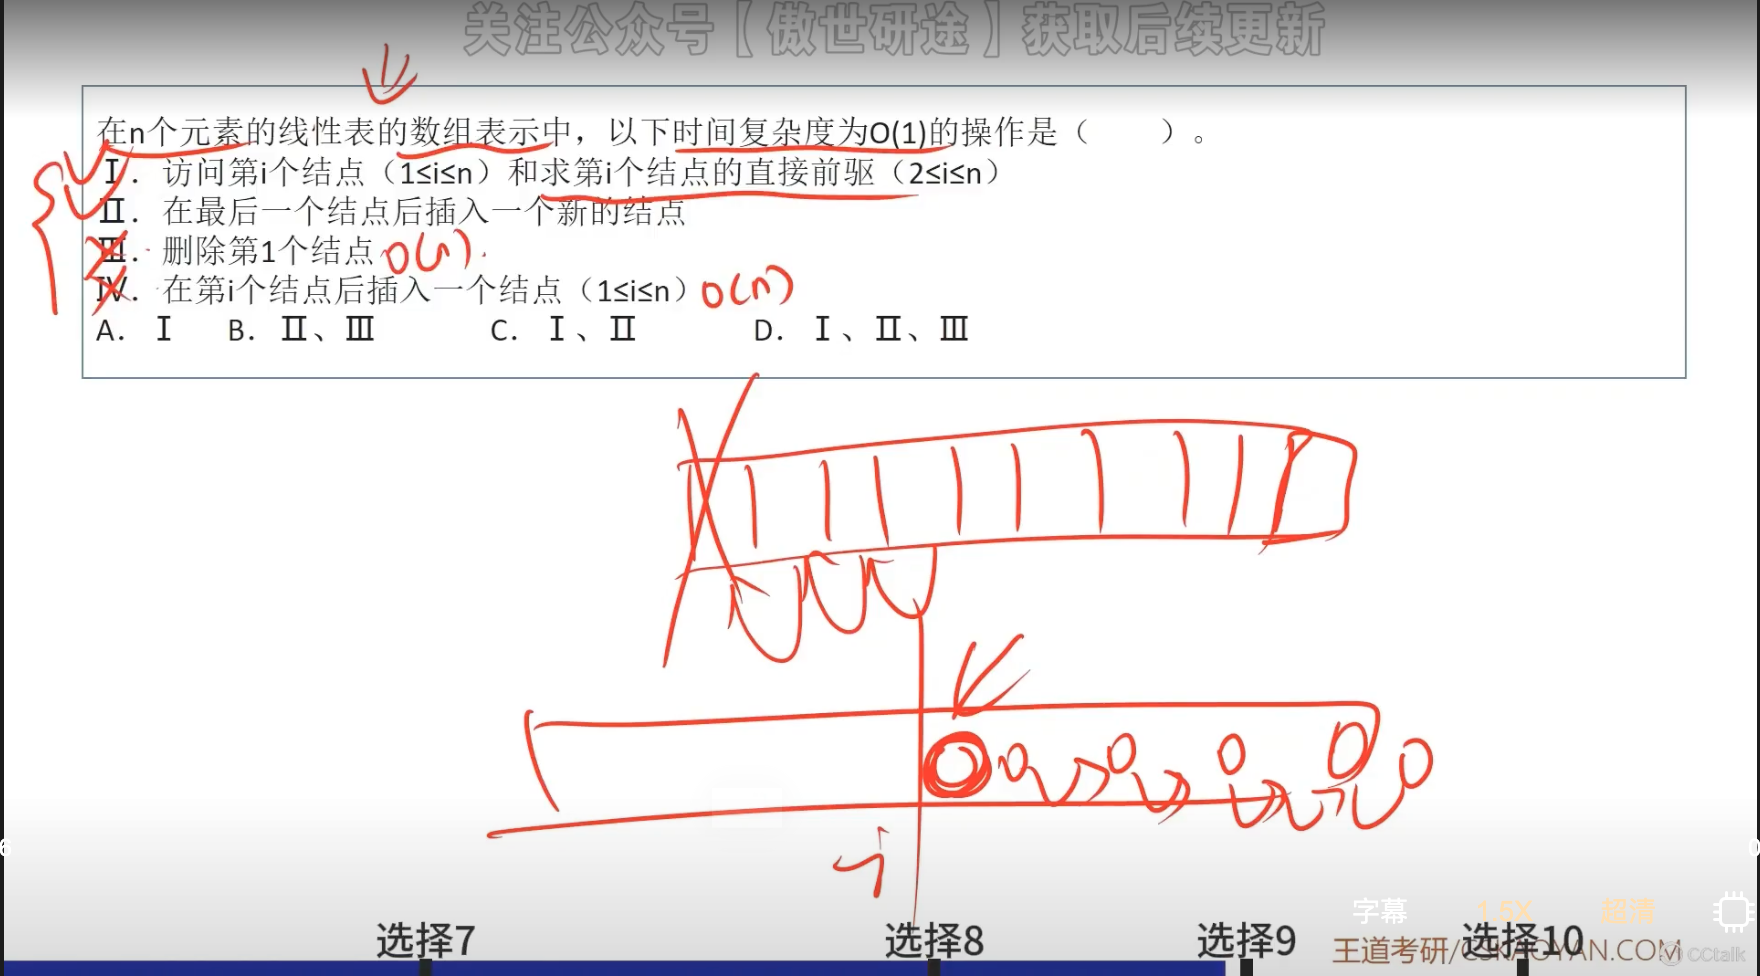 关注公众号【傲世研途】获取后续更新
在n个元素的线性表的数组表示中，以下时间复杂度为O(1)的操作是（　　）。
Ⅰ．访问第i个结点（1≤i≤n）和求第i个结点的直接前驱（2≤i≤n）
Ⅱ．在最后一个结点后插入一个新的结点
Ⅲ．删除第1个结点 O(n).
Ⅳ．在第i个结点后插入一个结点（1≤i≤n）O(n)
A． Ⅰ B． Ⅱ、Ⅲ C． Ⅰ、Ⅱ D． Ⅰ、Ⅱ、Ⅲ
i
字幕 1.5X 超清
选择7 选择8 选择9 选择10
王道考研/CSKAOYAN.COM
CCtalk